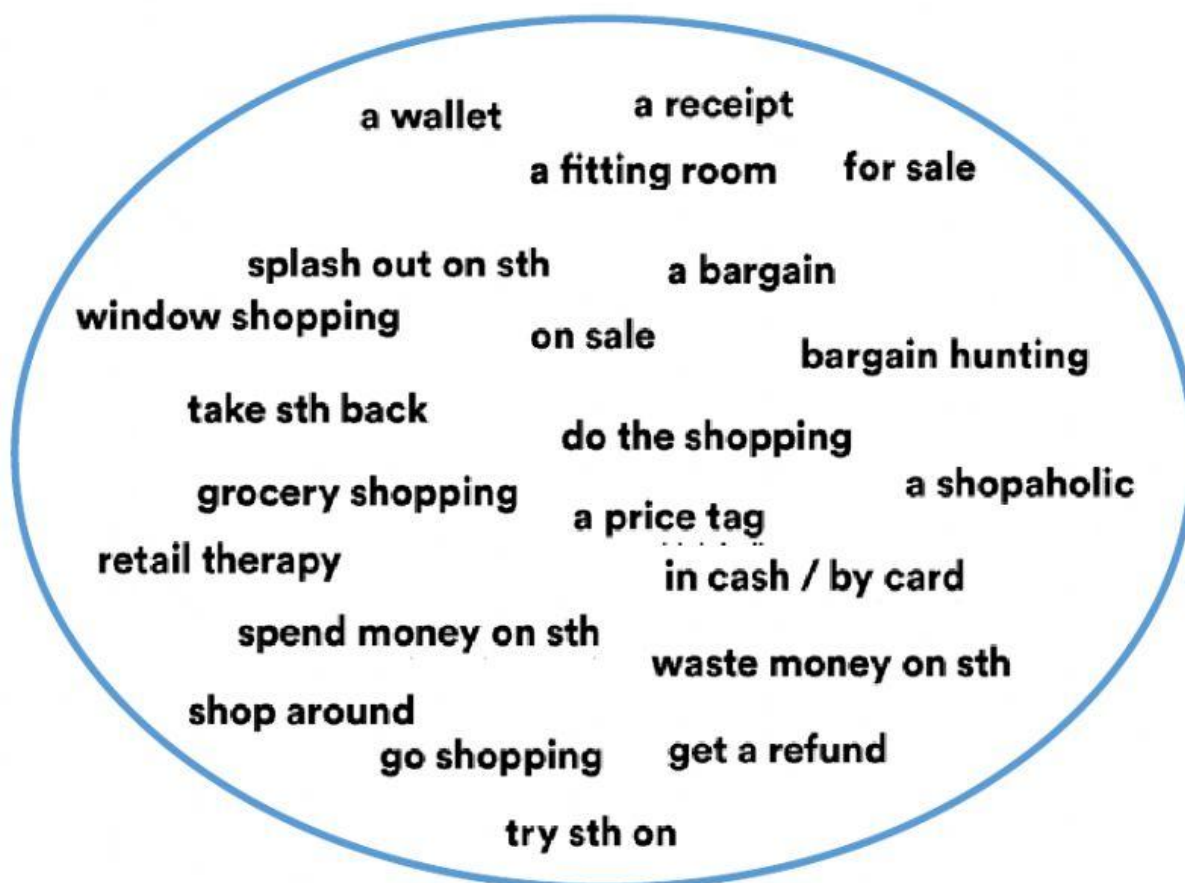 a wallet
a receipt
a fitting room
for sale
splash out on sth
a bargain
window shopping
on sale
bargain hunting
take sth back
do the shopping
grocery shopping
a shopaholic
a price tag
retail therapy
in cash / by card
spend money on sth
waste money on sth
shop around
go shopping
get a refund
try sth on